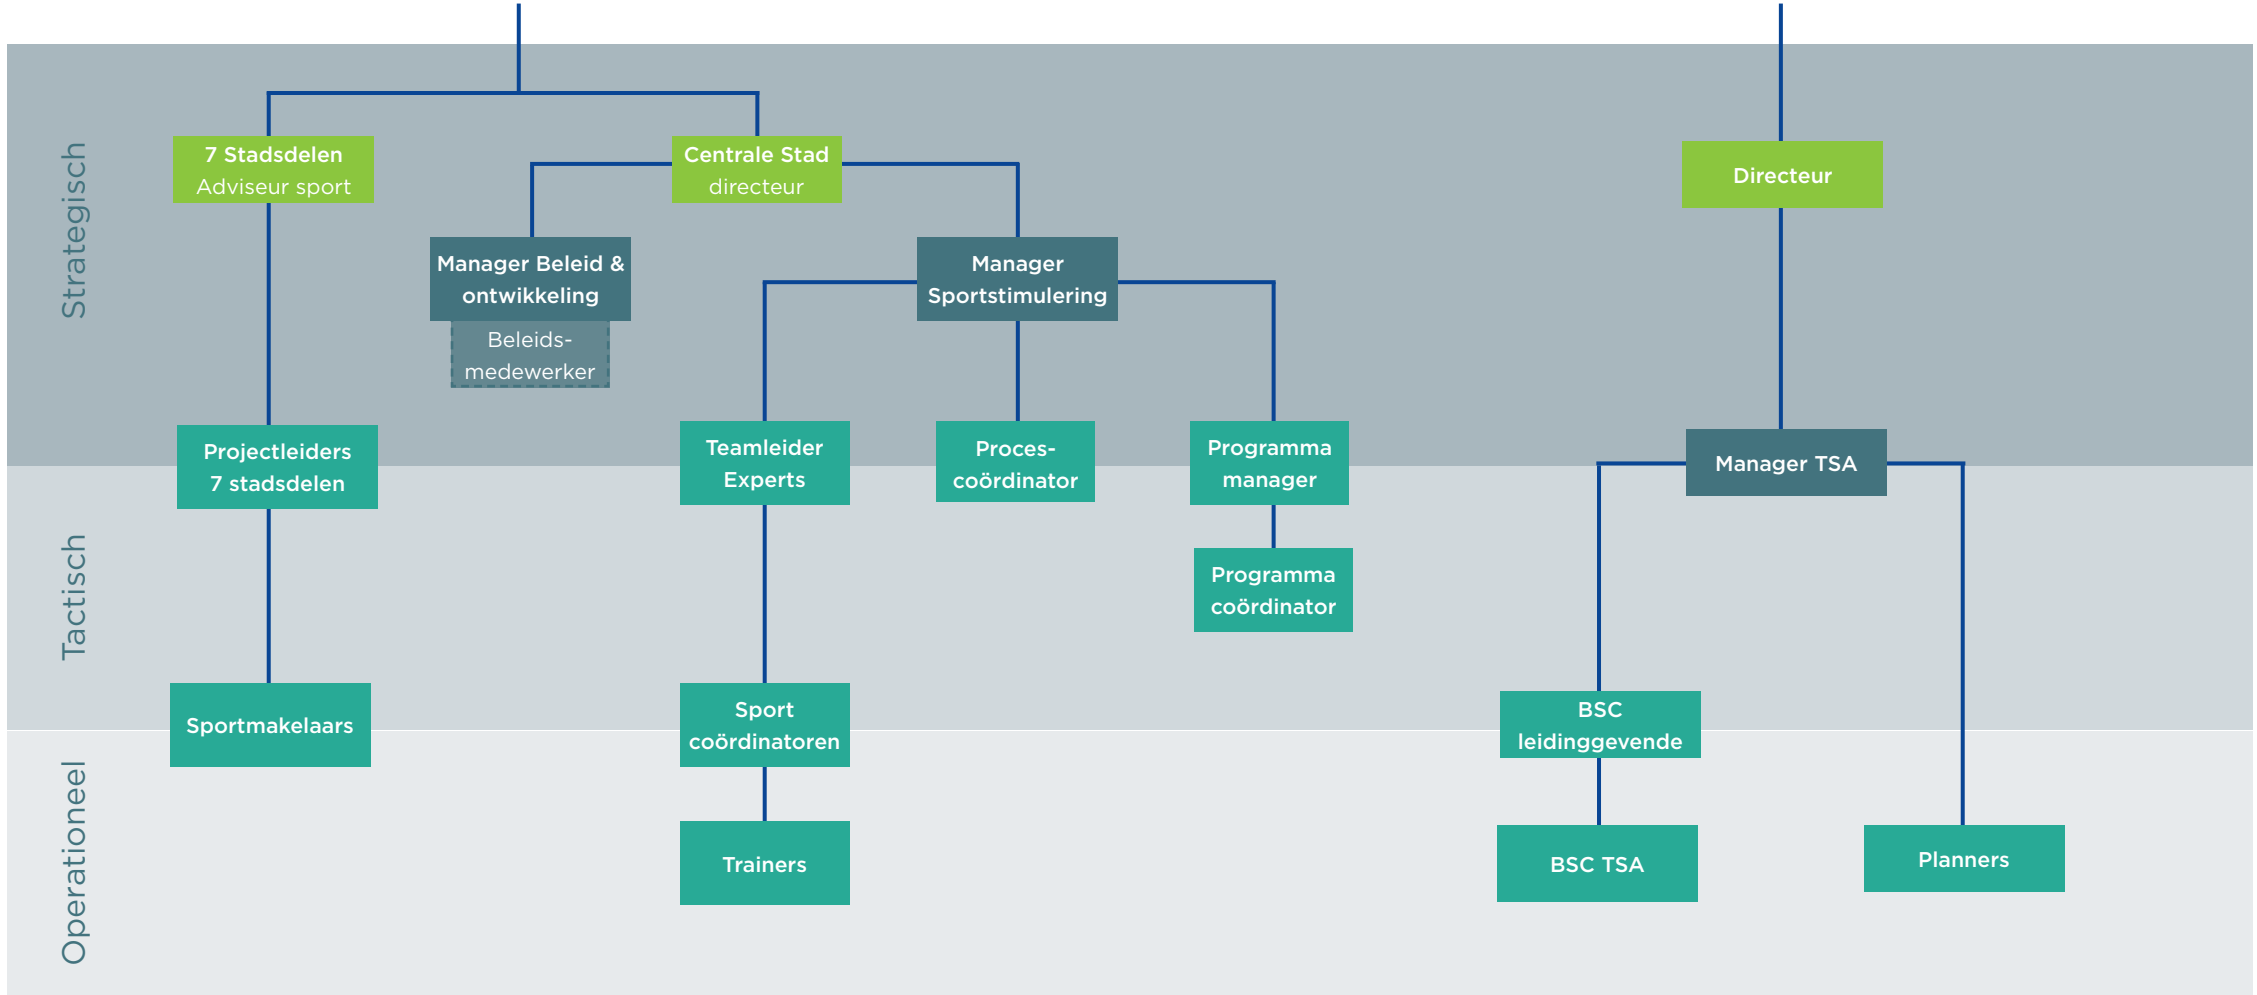 Strategisch
7 Stadsdelen
Adviseur sport
Centrale Stad
directeur
Directeur
Manager Beleid &
ontwikkeling
Beleids-
medewerker
Manager
Sportstimulering
Projectleiders
7 stadsdelen
Teamleider
Experts
Proces-
coördinator
Programma
manager
Manager TSA
Tactisch
Programma
coördinator
Sportmakelaars
Sport
coördinatoren
BSC
leidinggevende
Operationeel
Trainers
BSC TSA
Planners